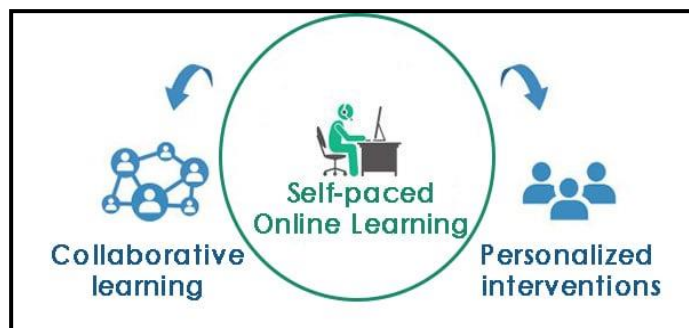 Self-paced
Online Learning
Collaborative
learning
Personalized
interventions